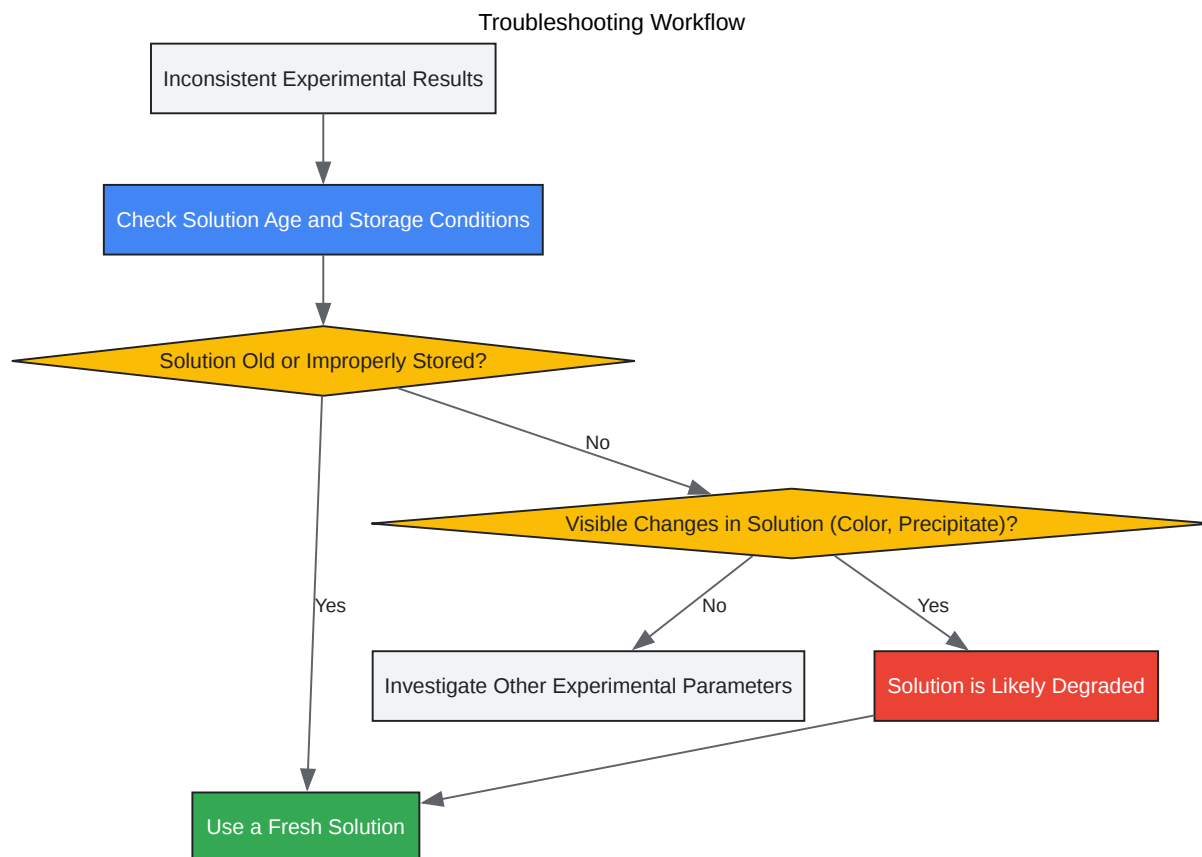 Troubleshooting Workflow
Inconsistent Experimental Results
Check Solution Age and Storage Conditions
Solution Old or Improperly Stored?
No
Visible Changes in Solution (Color, Precipitate)?
Yes
No
Yes
Investigate Other Experimental Parameters
Solution is Likely Degraded
Use a Fresh Solution